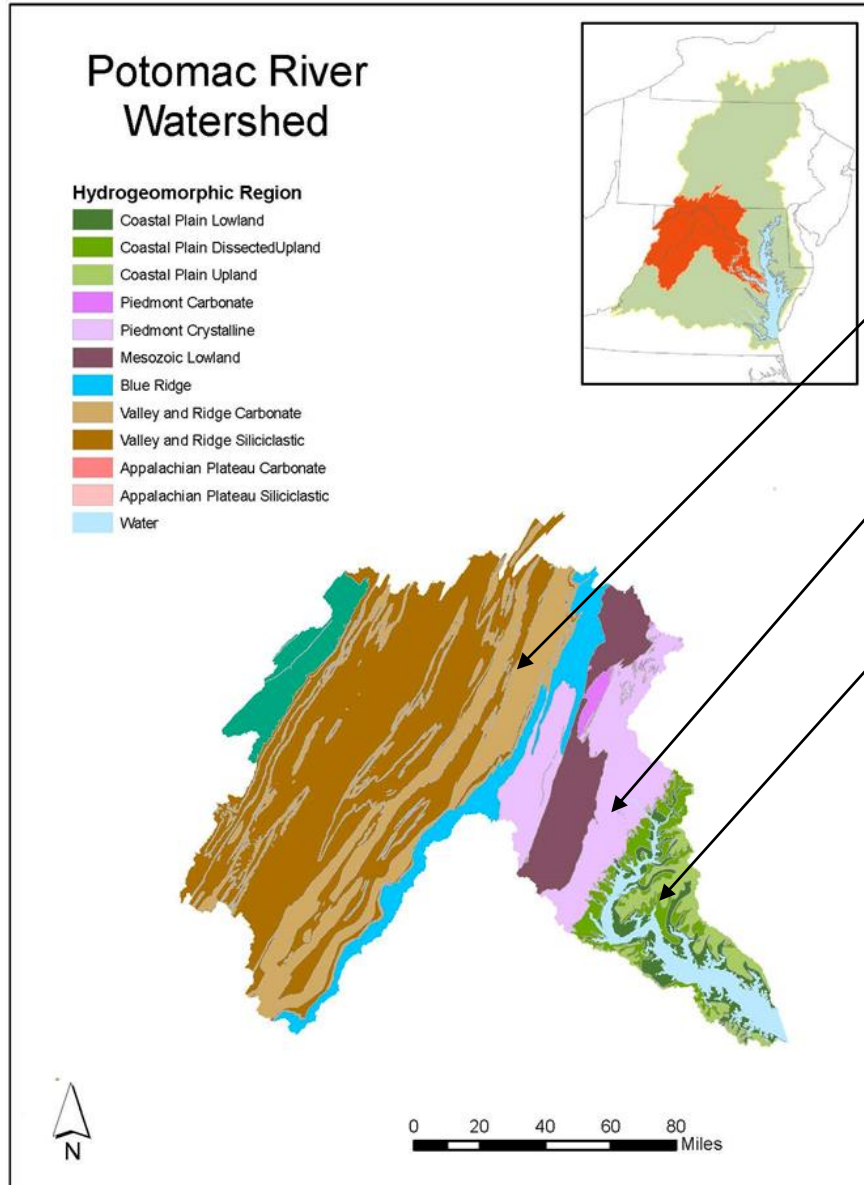 Potomac River
Watershed
Hydrogeomorphic Region
Coastal Plain Lowland
Coastal Plain DissectedUpland
Coastal Plain Upland
Piedmont Carbonate
Piedmont Crystalline
Mesozoic Lowland
Blue Ridge
Valley and Ridge Carbonate
Valley and Ridge Siliciclastic
Appalachian Plateau Carbonate
Appalachian Plateau Siliciclastic
Water
N
0 20 40 60 80
Miles